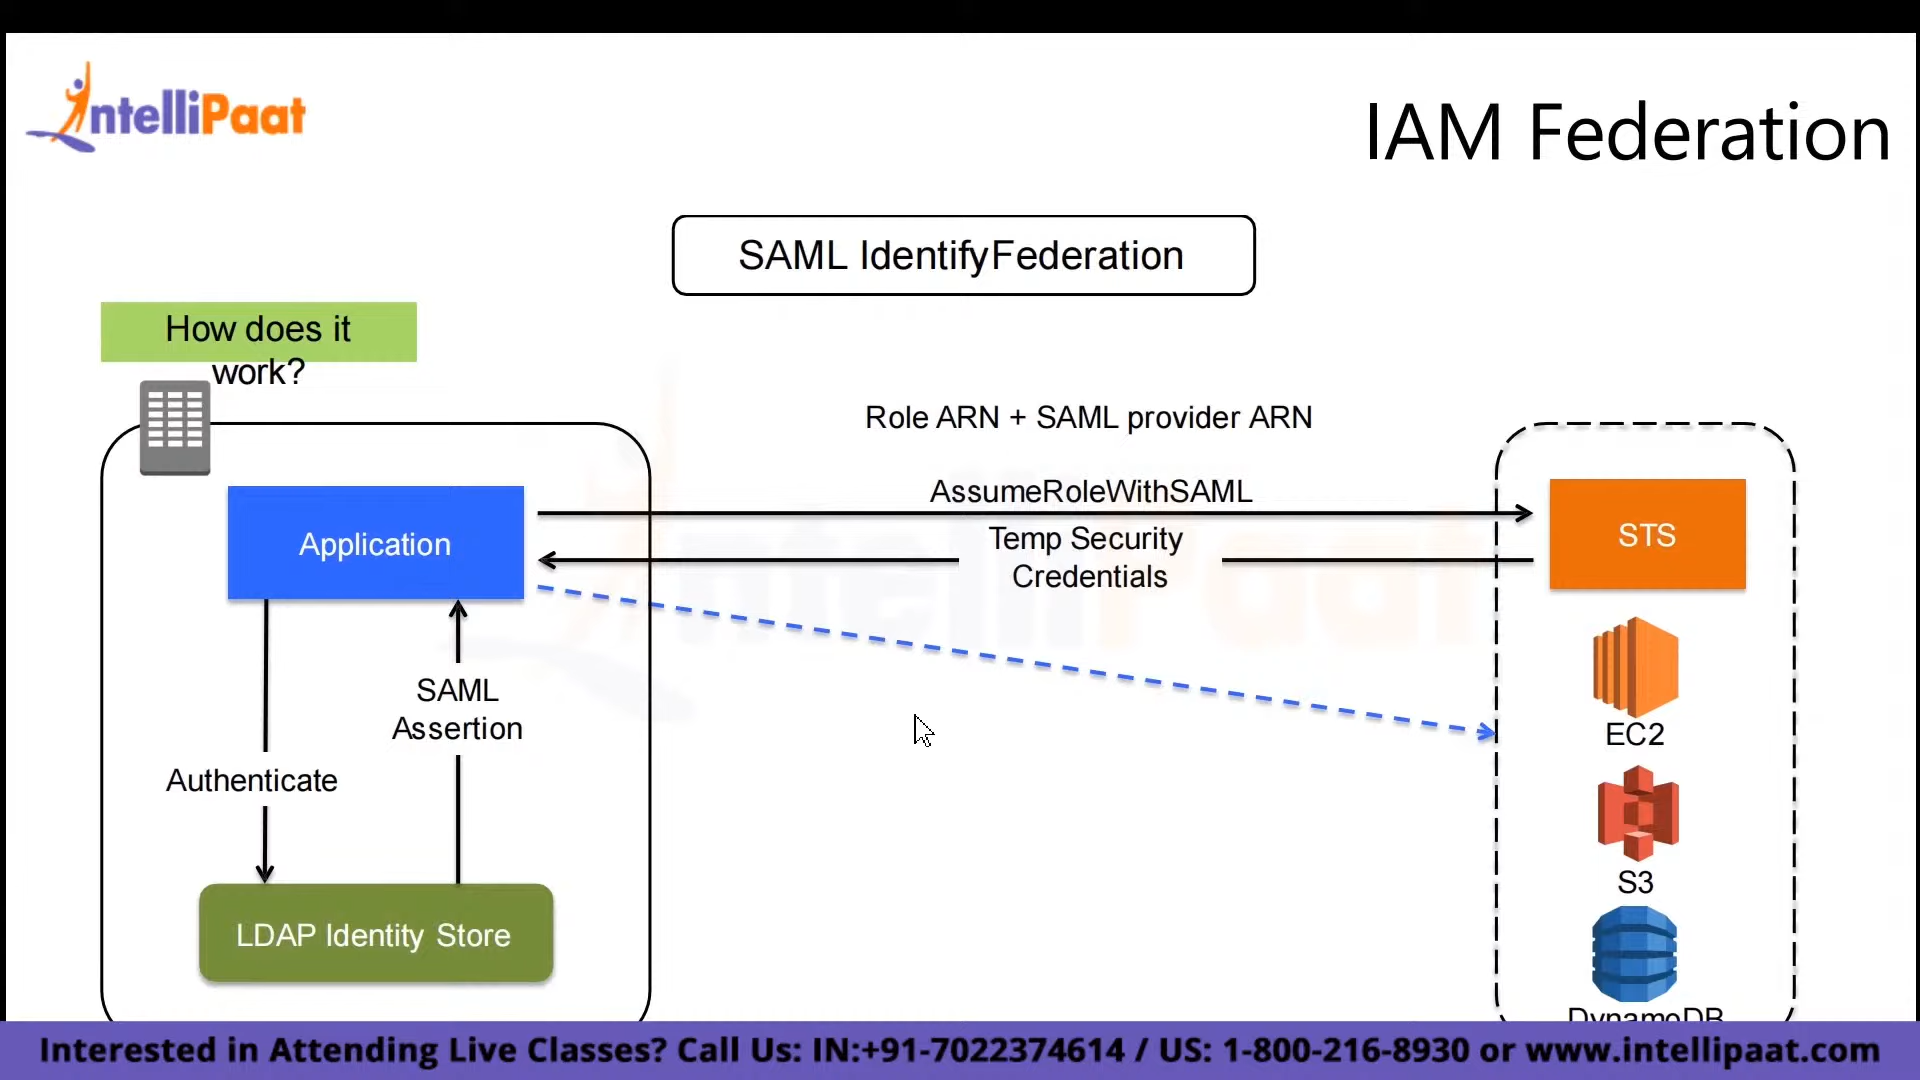 IntelliPaat
IAM Federation
SAML IdentifyFederation
How does it
work?
Role ARN + SAML provider ARN
AssumeRoleWithSAML
Temp Security
Credentials
Application
STS
SAML
Assertion
Authenticate
EC2
S3
LDAP Identity Store
DynamoDB
Interested in Attending Live Classes? Call Us: IN:+91-7022374614 / US: 1-800-216-8930 or www.intellipaat.com